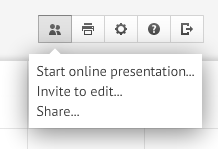 Start online presentation...
Invite to edit...
Share...